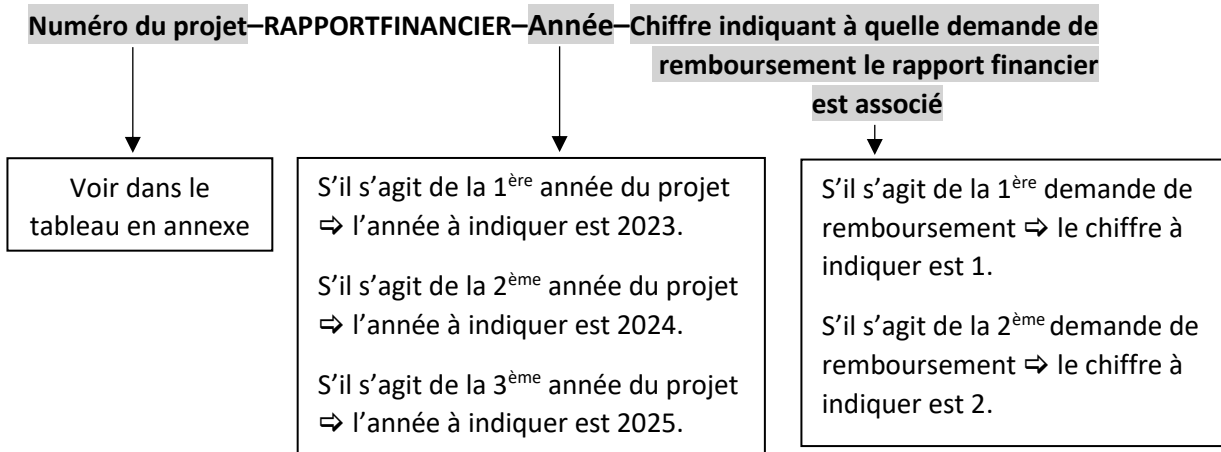 Numéro du projet–RAPPORTFINANCIER–Année–Chiffre indiquant à quelle demande de
remboursement le rapport financier
est associé
Voir dans le
tableau en annexe
S’il s’agit de la 1ère année du projet
⇨ l’année à indiquer est 2023.
S’il s’agit de la 2ème année du projet
⇨ l’année à indiquer est 2024.
S’il s’agit de la 3ème année du projet
⇨ l’année à indiquer est 2025.
S’il s’agit de la 1ère demande de
remboursement ⇨ le chiffre à
indiquer est 1.
S’il s’agit de la 2ème demande de
remboursement ⇨ le chiffre à
indiquer est 2.